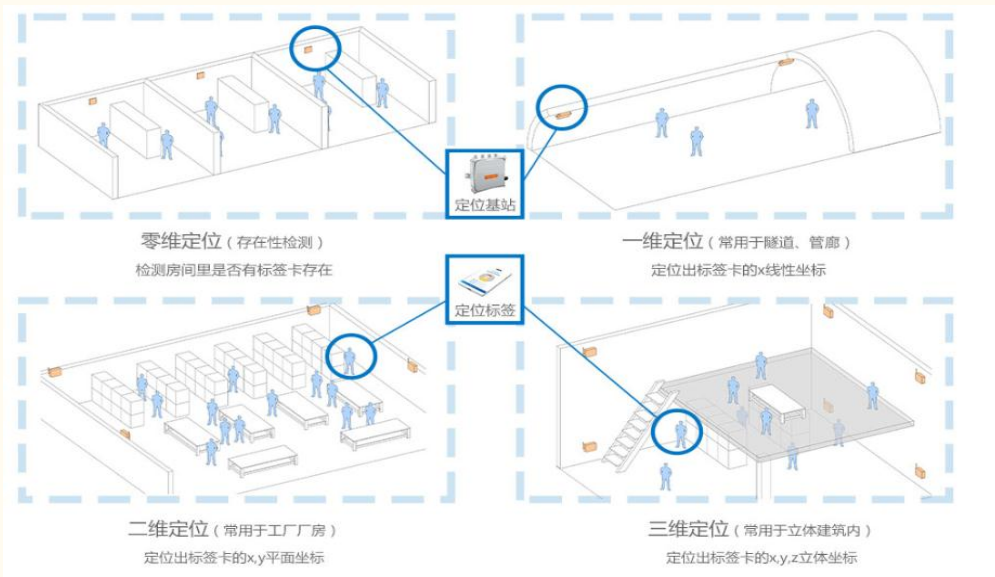 定位基站
零维定位（存在性检测）
检测房间里是否有标签卡存在
一维定位（常用于隧道、管廊）
定位出标签卡的x线性坐标
定位标签
二维定位（常用于工厂厂房）
定位出标签卡的x,y平面坐标
三维定位（常用于立体建筑内）
定位出标签卡的x,y,z立体坐标